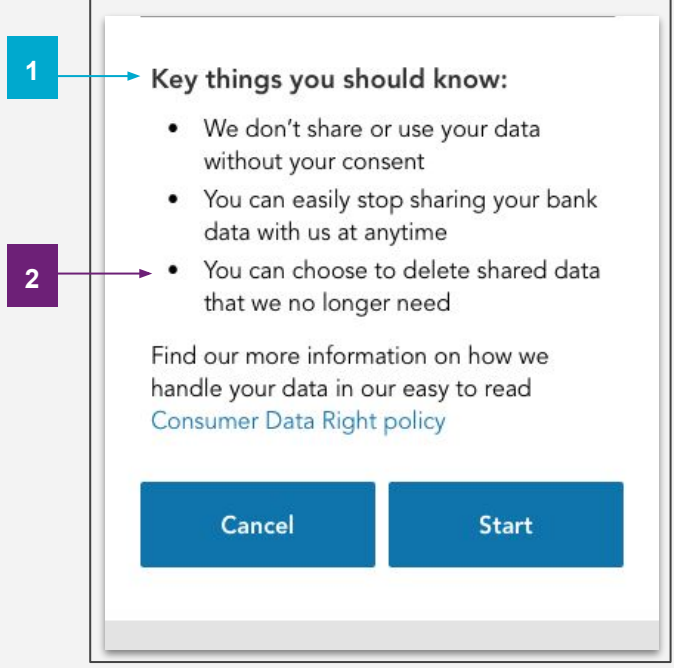 1
Key things you should know:
• We don't share or use your data
without your consent
• You can easily stop sharing your bank
data with us at anytime
2
• You can choose to delete shared data
that we no longer need
Find our more information on how we
handle your data in our easy to read
Consumer Data Right policy
Cancel
Start